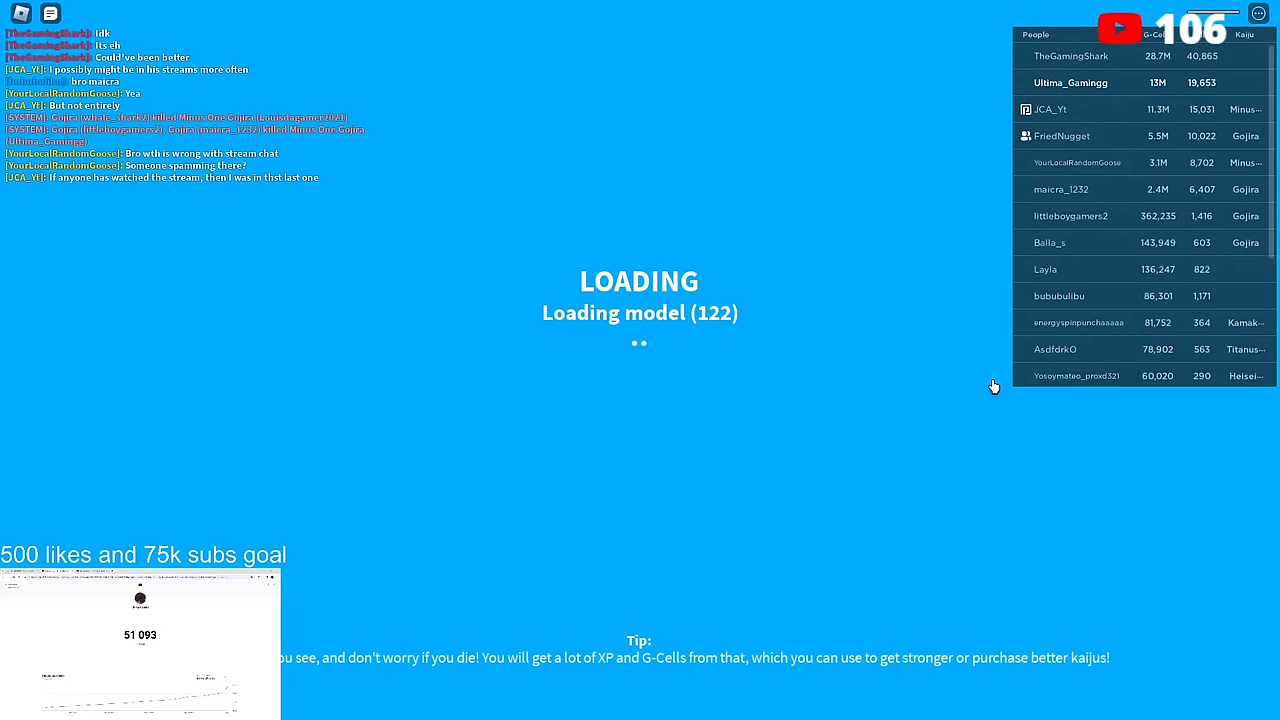 [TheGamingShark]: Idk
[TheGamingShark]: Its eh
[TheGamingShark]: Could've been better
[JCA_Yt]: I possibly might be in his streams more often
bro maicra
[YourLocalRandomGoose]: Yea
[JCA_Yt]: But not entirely
[SYSTEM]: Gojira (whale_shark2) killed Minus One Gojira (Louisdagamer2021)
[SYSTEM]: Gojira (littleboygamers2), Gojira (maicra_1232) killed Minus One Gojira
(Ultima_Gamingg)
[YourLocalRandomGoose]: Bro wth is wrong with stream chat
[YourLocalRandomGoose]: Someone spamming there?
[JCA_Yt]: If anyone has watched the stream, then I was in thst last one
106
People G-Cel Kaiju
TheGamingShark 28.7M 40,865
Ultima_Gamingg 13M 19,653
JCA_Yt 11.3M 15,031 Minus...
FriedNugget 5.5M 10,022 Gojira
YourLocalRandomGoose 3.1M 8,702 Minus...
maicra_1232 2.4M 6,407 Gojira
littleboygamers2 362,235 1,416 Gojira
Balla_s 143,949 603 Gojira
Layla 136,247 822
bububulibu 86,301 1,171
energyspinpunchaaaaa 81,752 364 Kamak...
AsdfdrkO 78,902 563 Titanus...
Yosoymateo_proxd321 60,020 290 Heisei...
LOADING
Loading model (122)
500 likes and 75k subs goal
51 093
Tip:
ou see, and don't worry if you die! You will get a lot of XP and G-Cells from that, which you can use to get stronger or purchase better kaijus!